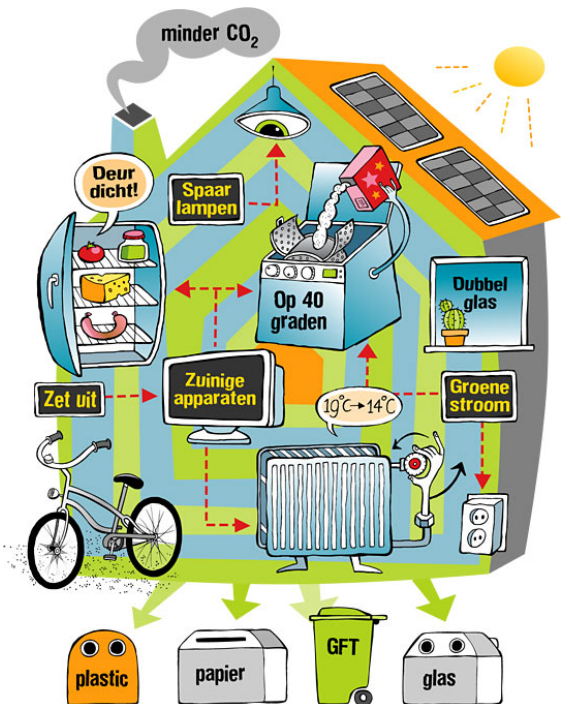 minder CO₂
Deur
dicht!
Spaar
lampen
Op 40
graden
Dubbel
glas
Zet uit
Zuinige
apparaten
19°C→14°C
Groene
stroom
plastic
papier
GFT
glas